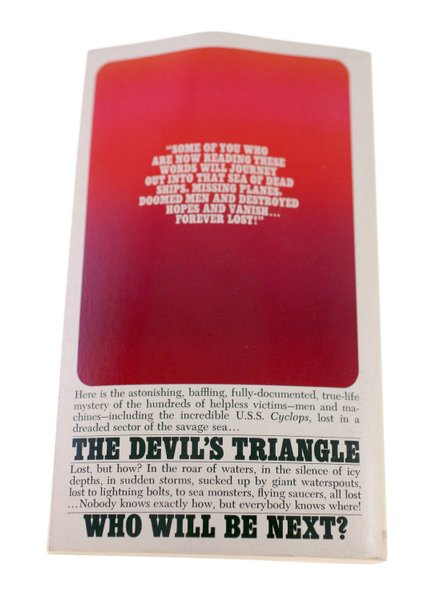 "SOME OF YOU WHO
ARE NOW READING THESE
WORDS WILL JOURNEY
OUT INTO THAT SEA OF DEAD
SHIPS, MISSING PLANES,
DOOMED MEN AND DESTROYED
HOPES AND VANISH...
FOREVER LOST!"
Here is the astonishing, baffling, fully-documented, true-life
mystery of the hundreds of helpless victims—men and ma-
chines—including the incredible U.S.S. Cyclops, lost in a
dreaded sector of the savage sea...
THE DEVIL'S TRIANGLE
Lost, but how? In the roar of waters, in the silence of icy
depths, in sudden storms, sucked up by giant waterspouts,
lost to lightning bolts, to sea monsters, flying saucers, all lost
...Nobody knows exactly how, but everybody knows where!
WHO WILL BE NEXT?